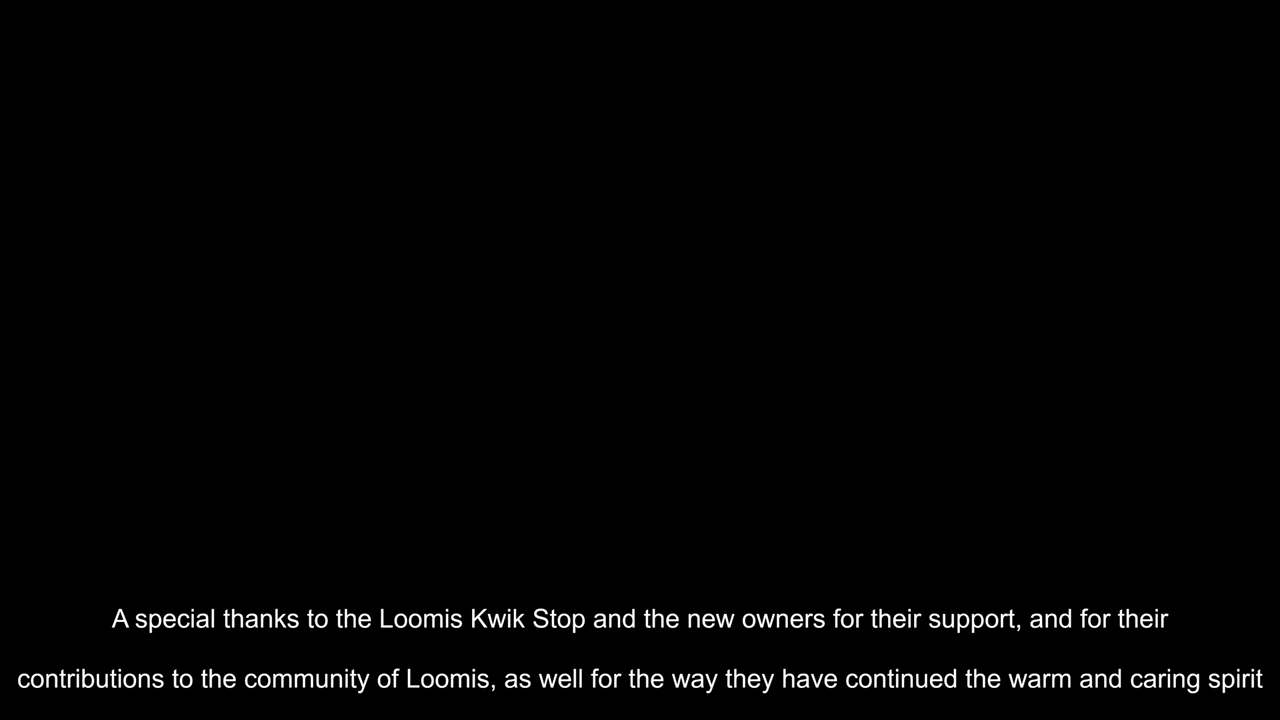 A special thanks to the Loomis Kwik Stop and the new owners for their support, and for their
contributions to the community of Loomis, as well for the way they have continued the warm and caring spirit